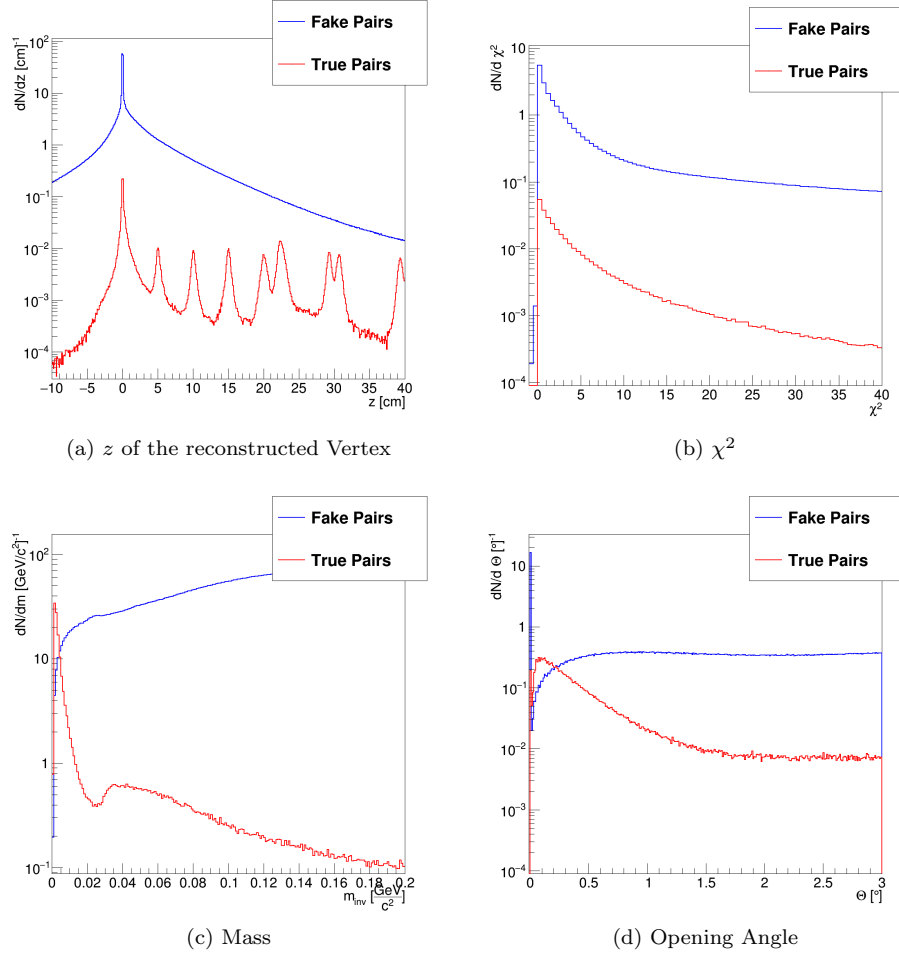 Fake Pairs
True Pairs
dN/dz [cm]⁻¹
10²
10
1
10⁻¹
10⁻²
10⁻³
10⁻⁴
−10 −5 0 5 10 15 20 25 30 35 40
z [cm]
(a) z of the reconstructed Vertex
Fake Pairs
True Pairs
dN/d χ²
10
1
10⁻¹
10⁻²
10⁻³
10⁻⁴
0 5 10 15 20 25 30 35 40
χ²
(b) χ²
Fake Pairs
True Pairs
dN/dm [GeV/c²]⁻¹
10²
10
1
10⁻¹
0 0.02 0.04 0.06 0.08 0.1 0.12 0.14 0.16 0.18 0.2
m_inv [GeV/c²]
(c) Mass
Fake Pairs
True Pairs
dN/d Θ [°]⁻¹
10
1
10⁻¹
10⁻²
10⁻³
10⁻⁴
0 0.5 1 1.5 2 2.5 3
Θ [°]
(d) Opening Angle